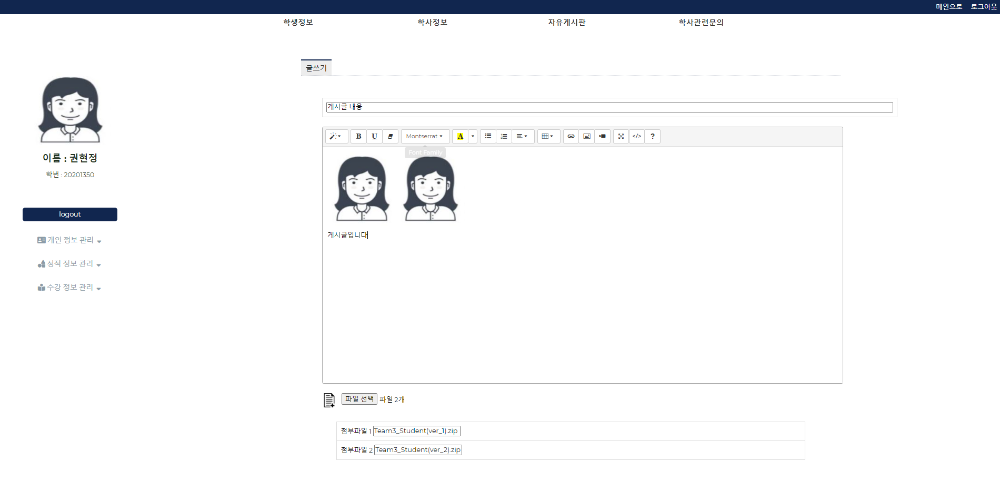 메인으로 로그아웃
학생정보 학사정보 자유게시판 학사관련문의
글쓰기
이름 : 권현정
학번 : 20201350
logout
개인 정보 관리
성적 정보 관리
수강 정보 관리
게시글 내용
B U Montserrat A </> ?
Font Family
게시글입니다
파일 선택 파일 2개
첨부파일 1 Team3_Student(ver_1).zip
첨부파일 2 Team3_Student(ver_2).zip